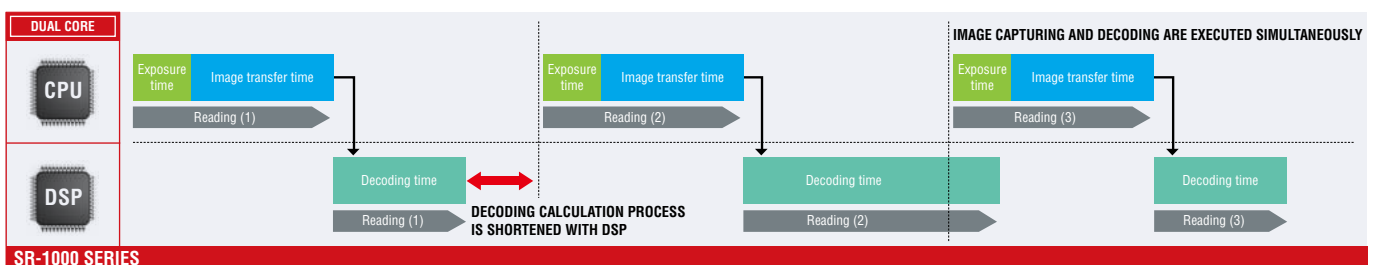 DUAL CORE
IMAGE CAPTURING AND DECODING ARE EXECUTED SIMULTANEOUSLY
CPU
Exposure
time
Image transfer time
Exposure
time
Image transfer time
Exposure
time
Image transfer time
Reading (1)
Reading (2)
Reading (3)
DSP
Decoding time
Decoding time
Decoding time
Reading (1)
DECODING CALCULATION PROCESS
IS SHORTENED WITH DSP
Reading (2)
Reading (3)
SR-1000 SERIES